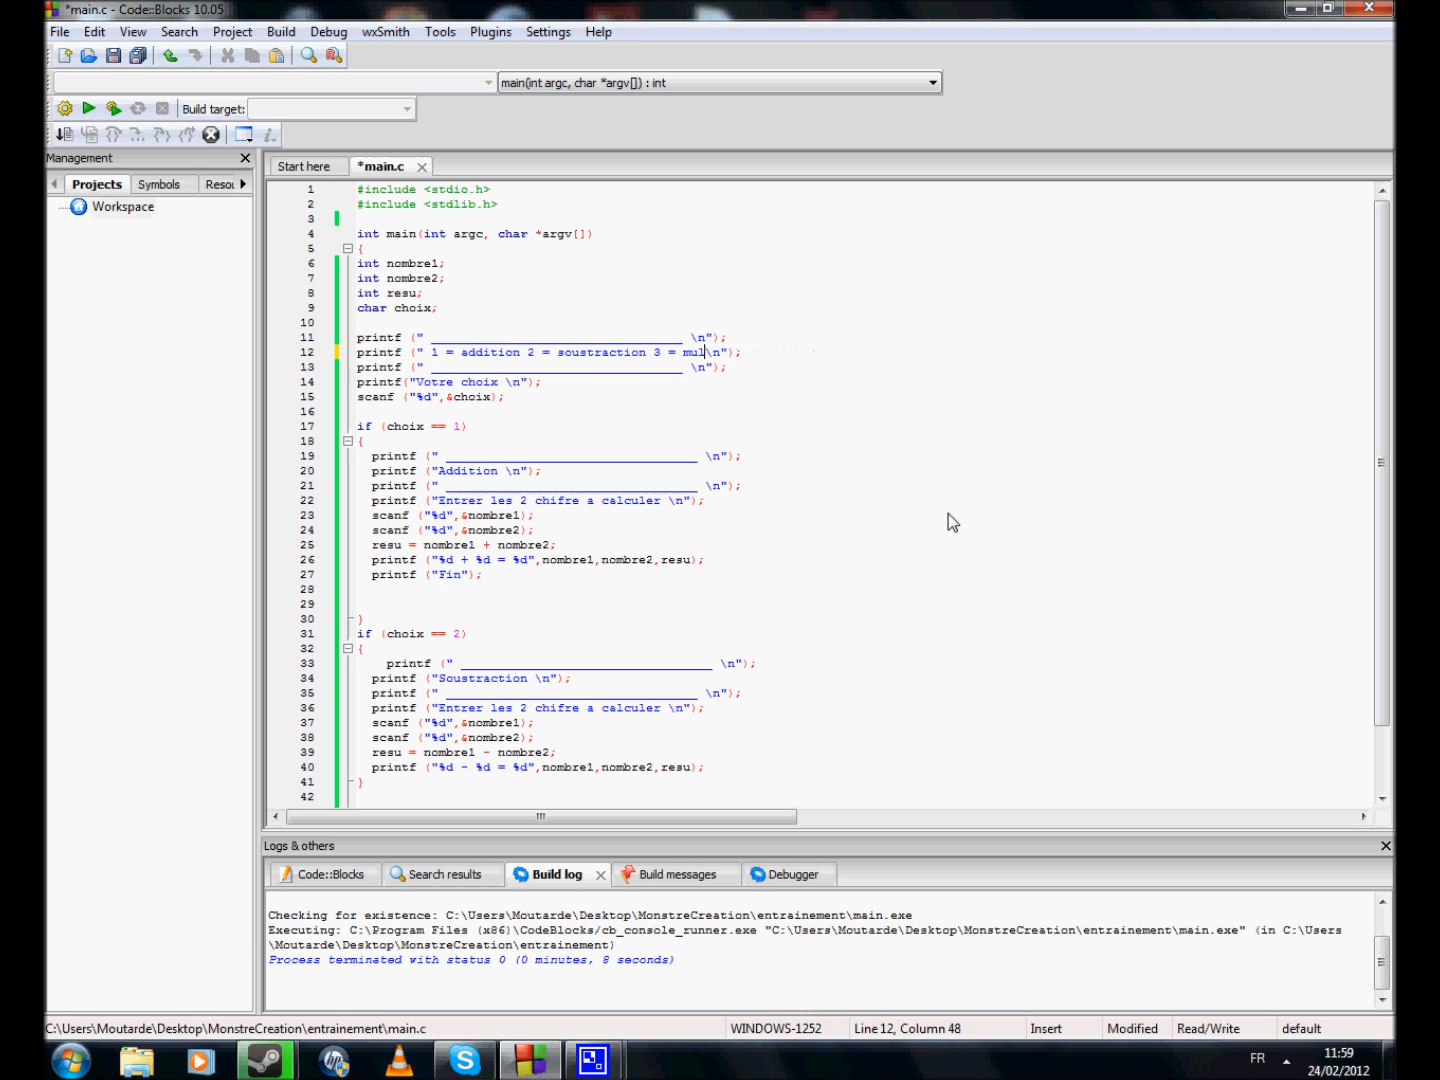 *main.c - Code::Blocks 10.05
File Edit View Search Project Build Debug wxSmith Tools Plugins Settings Help
main(int argc, char *argv[]) : int
Build target:
Management
Start here *main.c
Projects Symbols Resou
Workspace
1 #include <stdio.h>
2 #include <stdlib.h>
3
4 int main(int argc, char *argv[])
5 {
6 int nombre1;
7 int nombre2;
8 int resu;
9 char choix;
10
11 printf (" __________________________________ \n");
12 printf (" 1 = addition 2 = soustraction 3 = mul\n");
13 printf (" __________________________________ \n");
14 printf("Votre choix \n");
15 scanf ("%d",&choix);
16
17 if (choix == 1)
18 {
19 printf (" __________________________________ \n");
20 printf ("Addition \n");
21 printf (" __________________________________ \n");
22 printf ("Entrer les 2 chifre a calculer \n");
23 scanf ("%d",&nombre1);
24 scanf ("%d",&nombre2);
25 resu = nombre1 + nombre2;
26 printf ("%d + %d = %d",nombre1,nombre2,resu);
27 printf ("Fin");
28
29
30 }
31 if (choix == 2)
32 {
33 printf (" __________________________________ \n");
34 printf ("Soustraction \n");
35 printf (" __________________________________ \n");
36 printf ("Entrer les 2 chifre a calculer \n");
37 scanf ("%d",&nombre1);
38 scanf ("%d",&nombre2);
39 resu = nombre1 - nombre2;
40 printf ("%d - %d = %d",nombre1,nombre2,resu);
41 }
42
Logs & others
Code::Blocks Search results Build log Build messages Debugger
Checking for existence: C:\Users\Moutarde\Desktop\MonstreCreation\entrainement\main.exe
Executing: C:\Program Files (x86)\CodeBlocks/cb_console_runner.exe "C:\Users\Moutarde\Desktop\MonstreCreation\entrainement\main.exe" (in C:\Users
\Moutarde\Desktop\MonstreCreation\entrainement)
Process terminated with status 0 (0 minutes, 8 seconds)
C:\Users\Moutarde\Desktop\MonstreCreation\entrainement\main.c WINDOWS-1252 Line 12, Column 48 Insert Modified Read/Write default
FR 11:59
24/02/2012